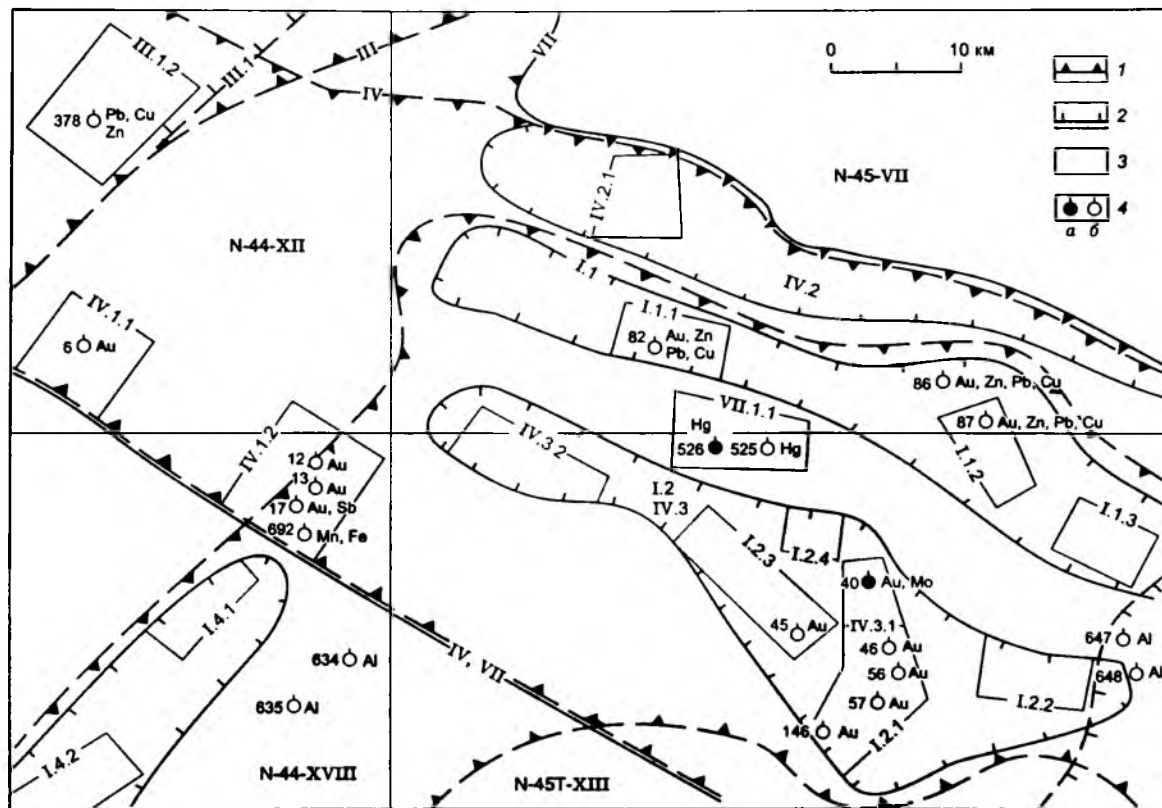 III.1.2
III.1
III
VII
0 10 КМ
378 Pb, Cu
Zn
IV
1
2
3
4
а б
N-45-VII
IV.2.1
N-44-XII
I.1
IV.2
IV.1.1
6 Au
I.1.1
82 Au, Zn
Pb, Cu
86 Au, Zn, Pb, Cu
VII.1.1
Hg
526 525 Hg
87 Au, Zn, Pb, Cu
I.1.2
IV.1.2
12 Au
13 Au
17 Au, Sb
692 Mn, Fe
IV.3.2
I.2
IV.3
I.1.3
I.2.3
I.2.4
40 Au, Mo
I.4.1
45 Au
IV.3.1
46 Au
56 Au
57 Au
146 Au
I.2.1
647
648 Al
I.2.2
634 Al
635 Al
IV, VII
I.4.2
N-44-XVIII
N-45T-XIII